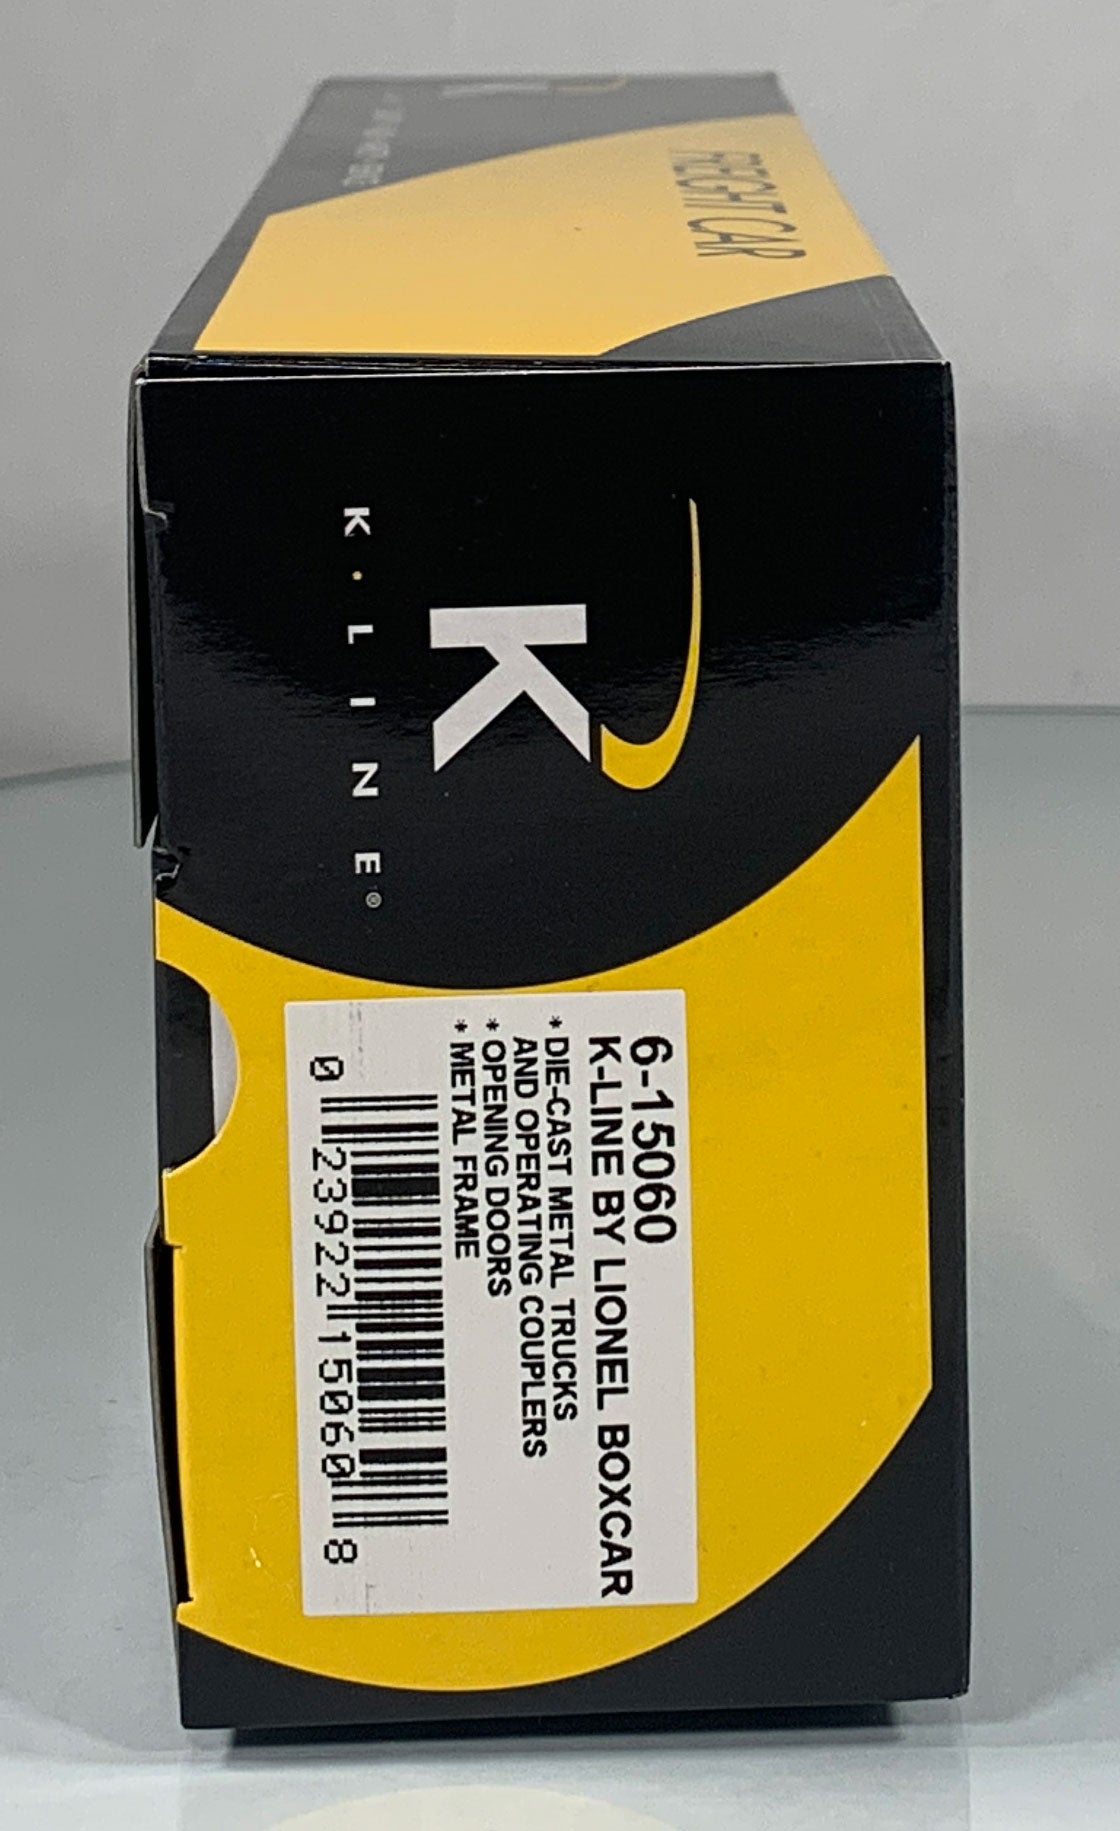 FREIGHT CAR
K
K·LINE®
6-15060
K-LINE BY LIONEL BOXCAR
* DIE-CAST METAL TRUCKS
AND OPERATING COUPLERS
* OPENING DOORS
* METAL FRAME
0 23922 15060 8